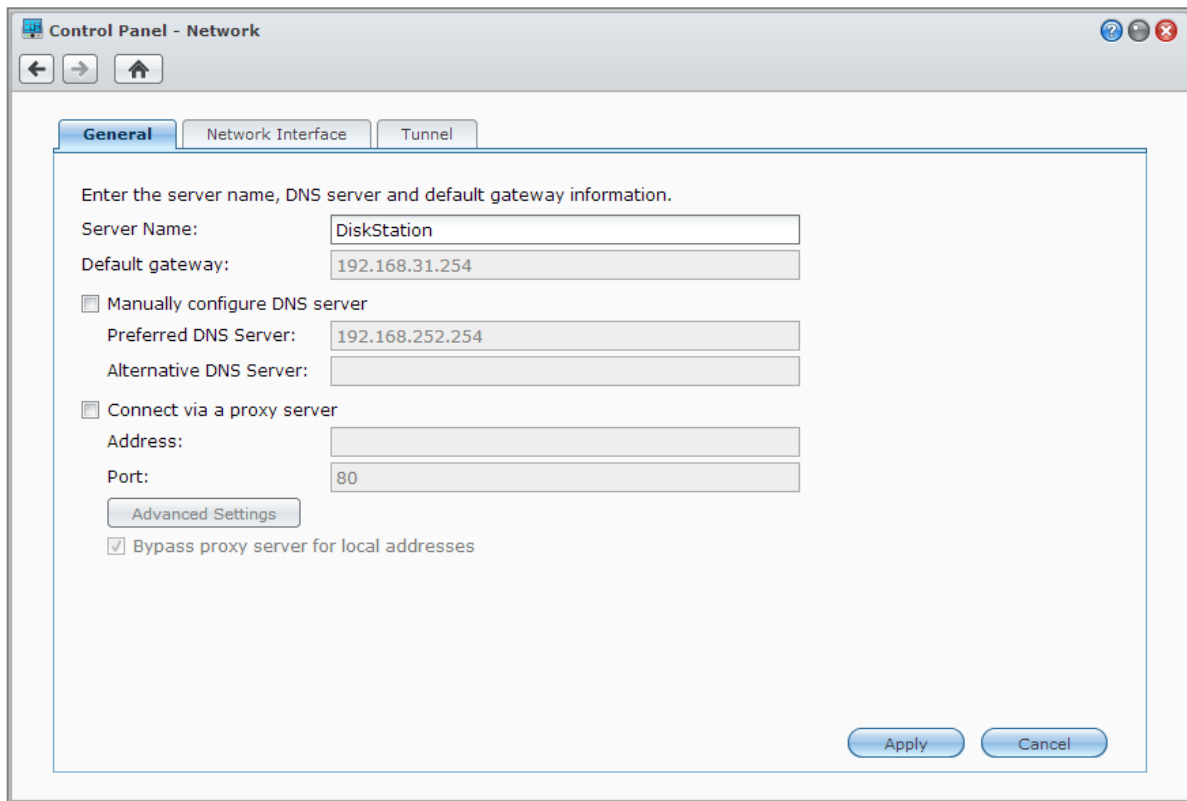 Control Panel - Network
General Network Interface Tunnel
Enter the server name, DNS server and default gateway information.
Server Name: DiskStation
Default gateway: 192.168.31.254
Manually configure DNS server
Preferred DNS Server: 192.168.252.254
Alternative DNS Server:
Connect via a proxy server
Address:
Port: 80
Advanced Settings
Bypass proxy server for local addresses
Apply Cancel